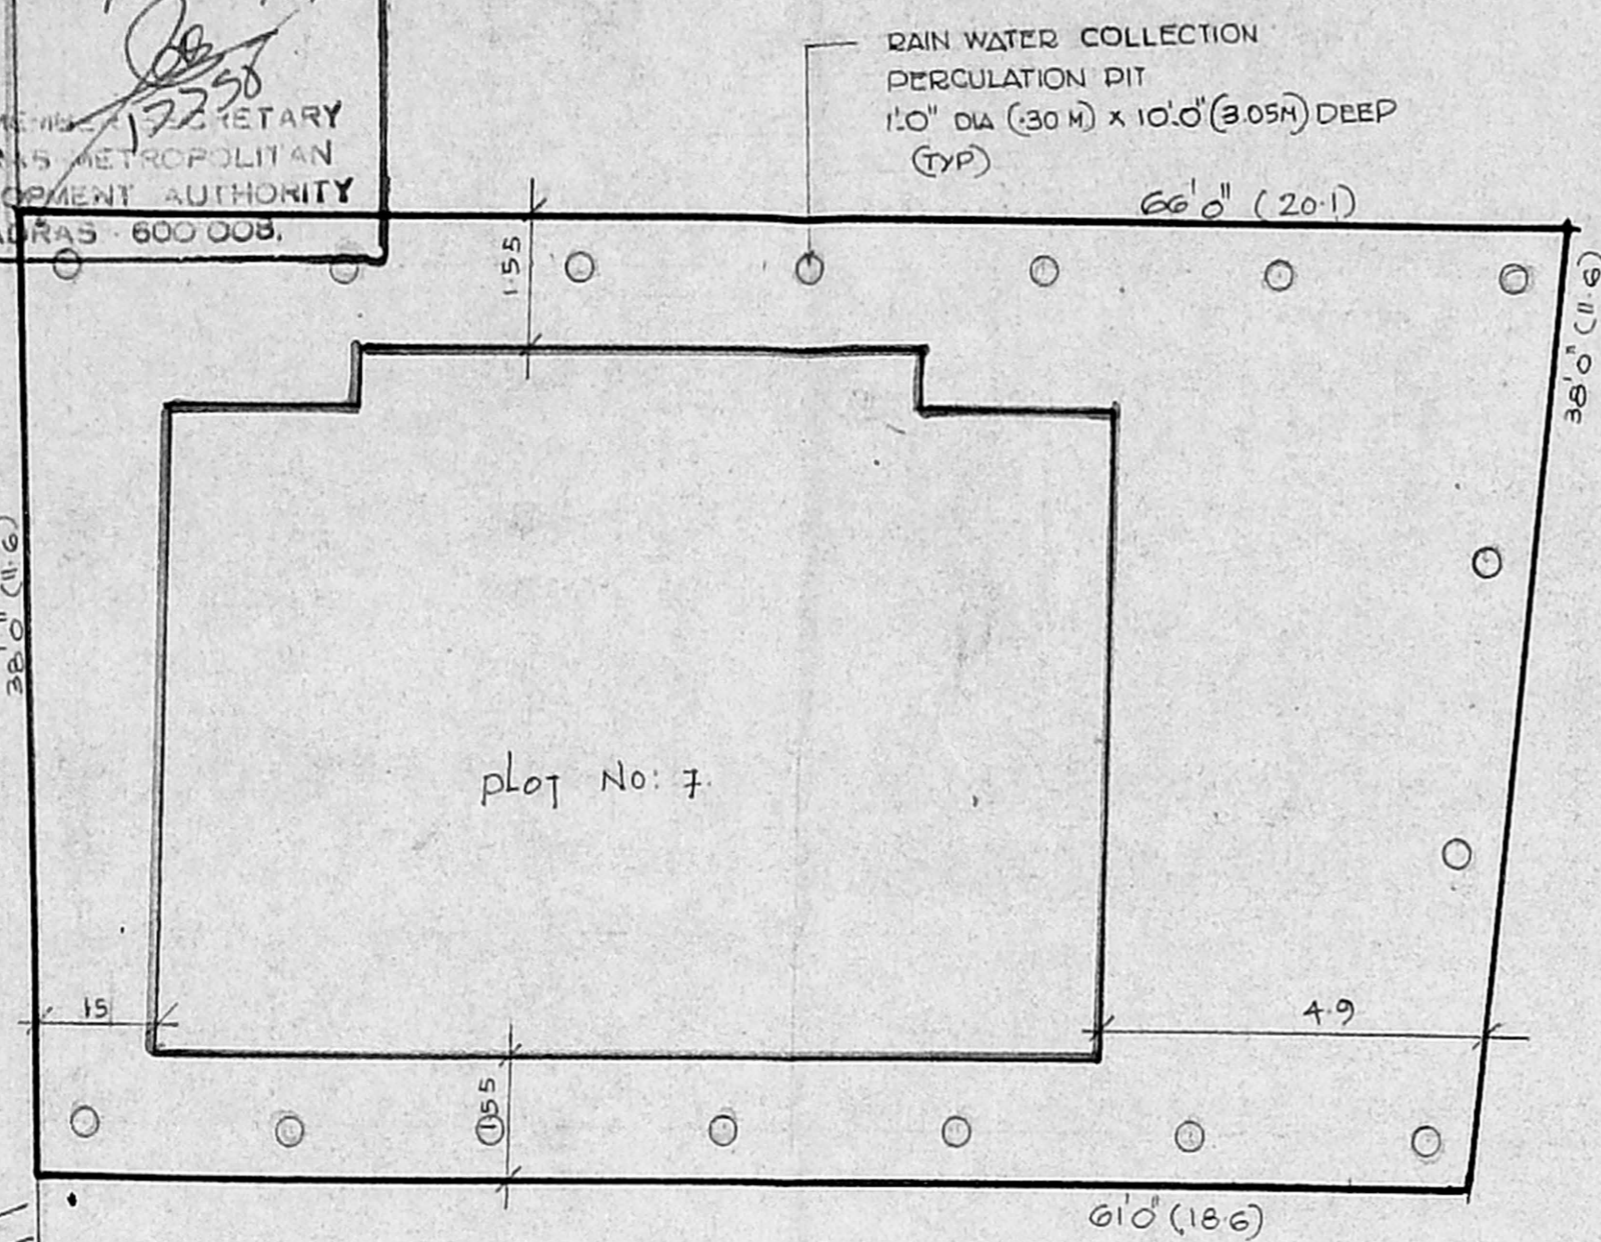 17758
SECRETARY
METROPOLITAN
AUTHORITY
600 008.
RAIN WATER COLLECTION
PERCULATION PIT
1'.0" DIA (.30 M) x 10'.0" (3.05M) DEEP
(TYP)
66'0" (20.1)
1.55
38'0" (11.6)
38'0" (11.6)
PLOT NO: 7.
15
4.9
1.55
61'0" (18.6)